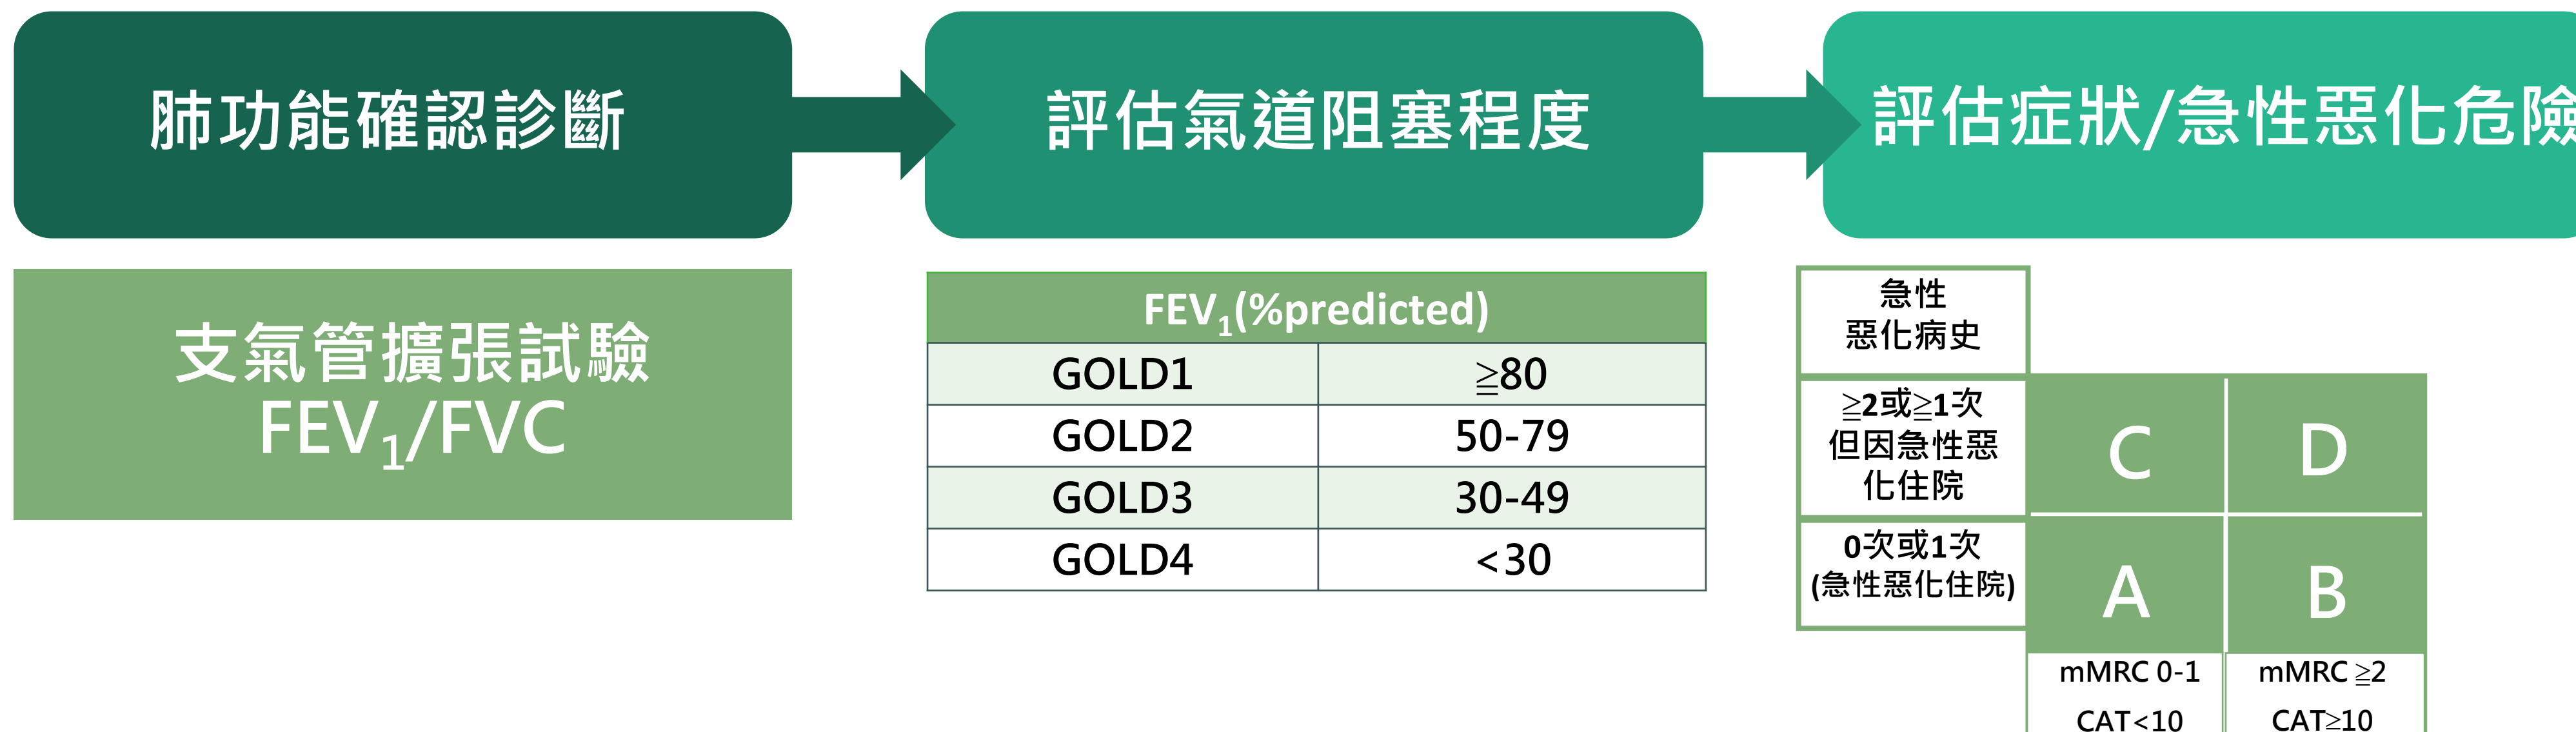 肺功能確認診斷
評估氣道阻塞程度
評估症狀/急性惡化危險
支氣管擴張試驗
FEV₁/FVC
FEV₁(%predicted)
GOLD1 ≧80
GOLD2 50-79
GOLD3 30-49
GOLD4 <30
急性
惡化病史
≧2或≧1次
但因急性惡
化住院
C D
0次或1次
(急性惡化住院)
A B
mMRC 0-1 mMRC ≧2
CAT<10 CAT≥10